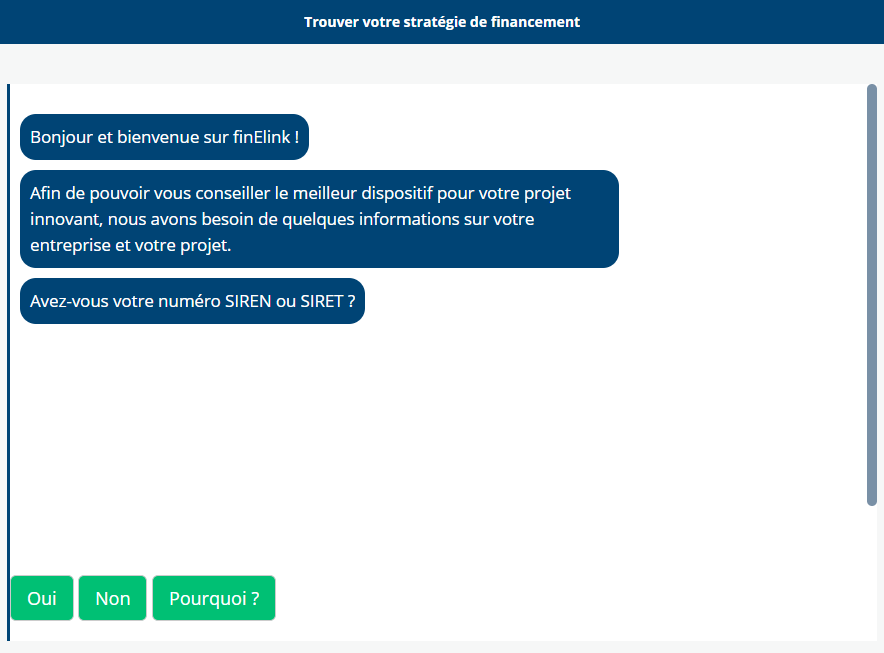 Trouver votre stratégie de financement
Bonjour et bienvenue sur finElink !
Afin de pouvoir vous conseiller le meilleur dispositif pour votre projet
innovant, nous avons besoin de quelques informations sur votre
entreprise et votre projet.
Avez-vous votre numéro SIREN ou SIRET ?
Oui Non Pourquoi ?